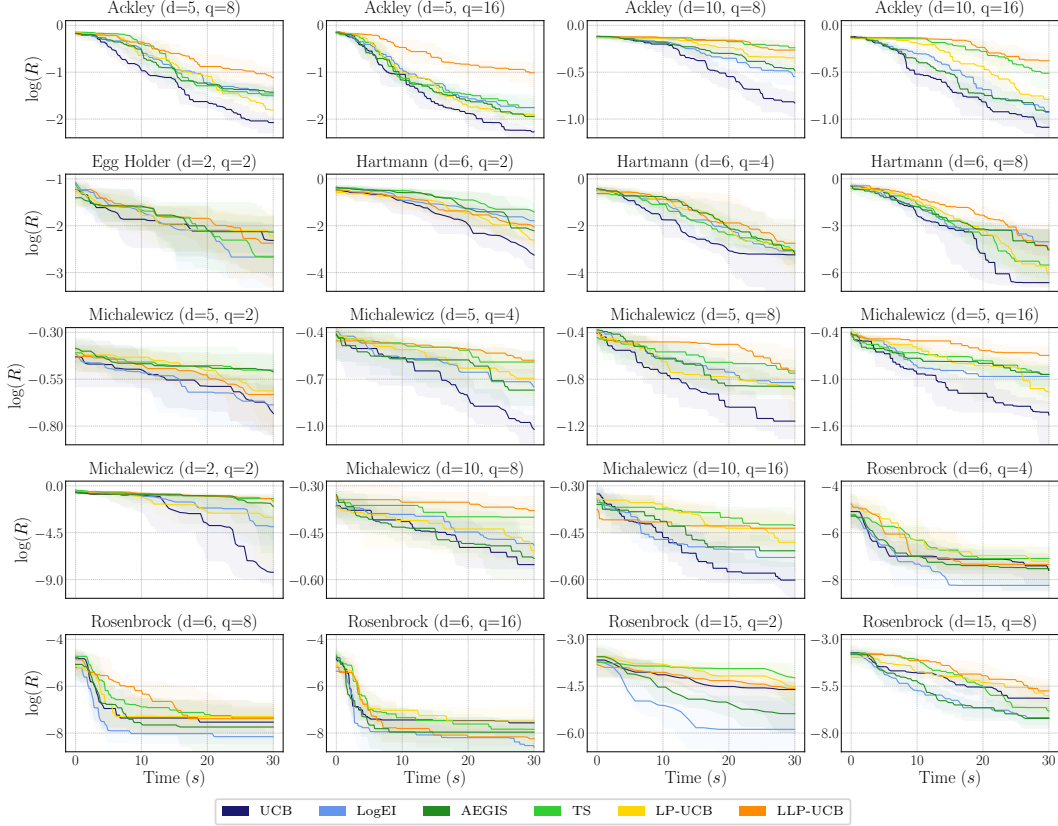 Ackley (d=5, q=8) Ackley (d=5, q=16) Ackley (d=10, q=8) Ackley (d=10, q=16)
log(R)
0 −1 −2
0 −1 −2
0.0 −0.5 −1.0
0.0 −0.5 −1.0
Egg Holder (d=2, q=2) Hartmann (d=6, q=2) Hartmann (d=6, q=4) Hartmann (d=6, q=8)
log(R)
−1 −2 −3
0 −2 −4
0 −2 −4
0 −3 −6
Michalewicz (d=5, q=2) Michalewicz (d=5, q=4) Michalewicz (d=5, q=8) Michalewicz (d=5, q=16)
log(R)
−0.30 −0.55 −0.80
−0.4 −0.7 −1.0
−0.4 −0.8 −1.2
−0.4 −1.0 −1.6
Michalewicz (d=2, q=2) Michalewicz (d=10, q=8) Michalewicz (d=10, q=16) Rosenbrock (d=6, q=4)
log(R)
0.0 −4.5 −9.0
−0.30 −0.45 −0.60
−0.30 −0.45 −0.60
−4 −6 −8
Rosenbrock (d=6, q=8) Rosenbrock (d=6, q=16) Rosenbrock (d=15, q=2) Rosenbrock (d=15, q=8)
log(R)
−4 −6 −8
−4 −6 −8
−3.0 −4.5 −6.0
−3.0 −5.5 −8.0
0 10 20 30 0 10 20 30 0 10 20 30 0 10 20 30
Time (s) Time (s) Time (s) Time (s)
UCB LogEI AEGIS TS LP-UCB LLP-UCB